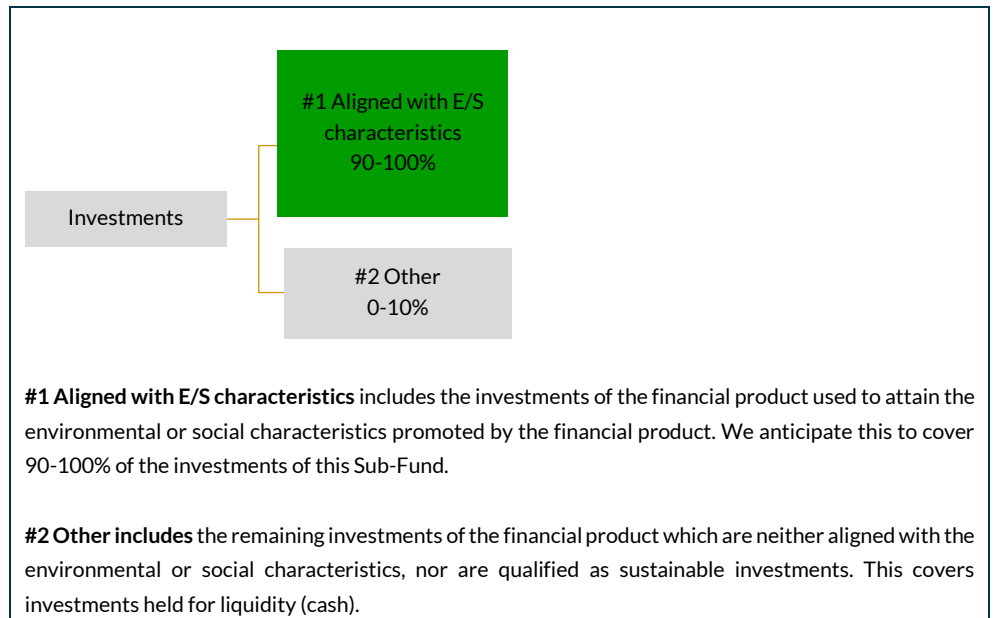 #1 Aligned with E/S
characteristics
90-100%
Investments
#2 Other
0-10%
#1 Aligned with E/S characteristics includes the investments of the financial product used to attain the
environmental or social characteristics promoted by the financial product. We anticipate this to cover
90-100% of the investments of this Sub-Fund.
#2 Other includes the remaining investments of the financial product which are neither aligned with the
environmental or social characteristics, nor are qualified as sustainable investments. This covers
investments held for liquidity (cash).